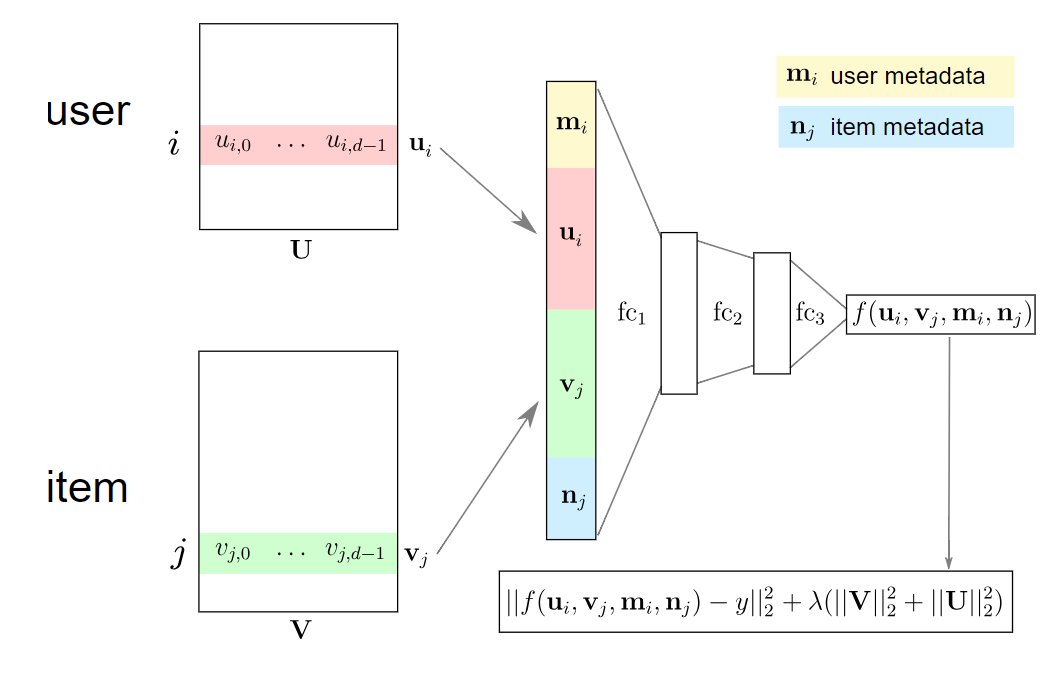 user
i
u_{i,0} ... u_{i,d−1}
u_i
U
item
j
v_{j,0} ... v_{j,d−1}
v_j
V
m_i
u_i
v_j
n_j
fc_1
fc_2
fc_3
f(u_i, v_j, m_i, n_j)
m_i user metadata
n_j item metadata
||f(u_i, v_j, m_i, n_j) − y||_2^2 + λ(||V||_2^2 + ||U||_2^2)